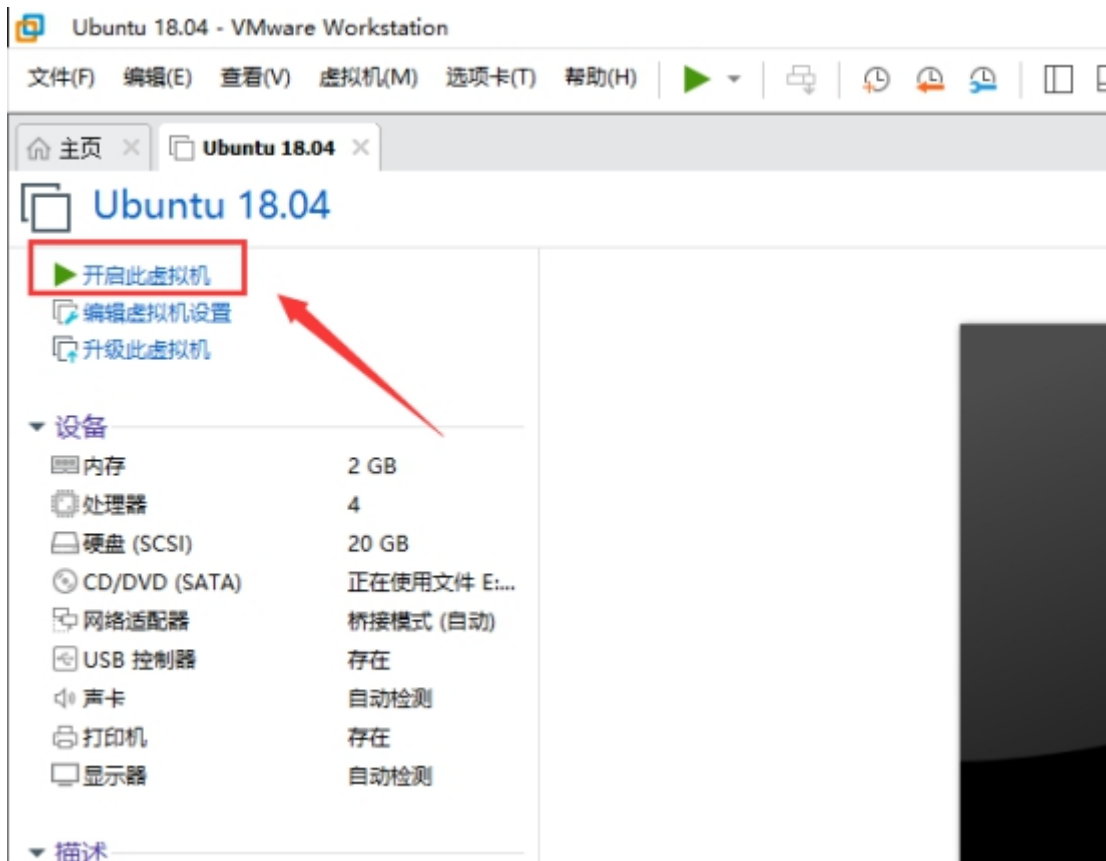 Ubuntu 18.04 - VMware Workstation
文件(F) 编辑(E) 查看(V) 虚拟机(M) 选项卡(T) 帮助(H)
主页 Ubuntu 18.04
Ubuntu 18.04
开启此虚拟机
编辑虚拟机设置
升级此虚拟机
设备
内存 2 GB
处理器 4
硬盘 (SCSI) 20 GB
CD/DVD (SATA) 正在使用文件 E:...
网络适配器 桥接模式 (自动)
USB 控制器 存在
声卡 自动检测
打印机 存在
显示器 自动检测
描述